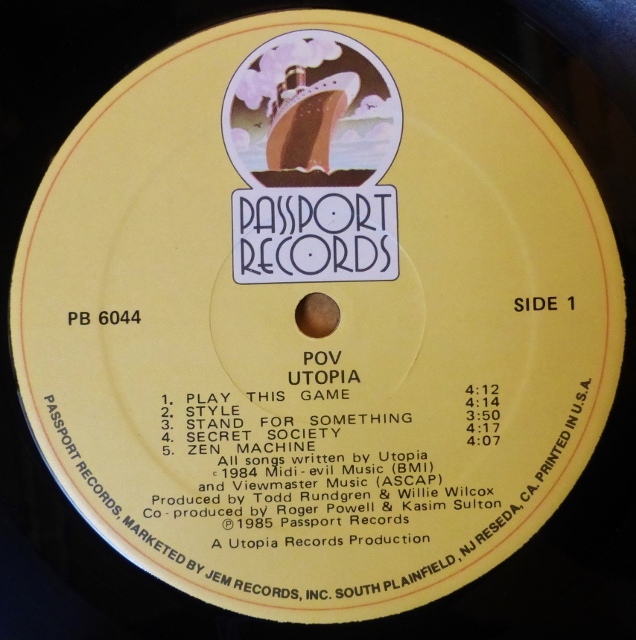 PASSPORT
RECORDS
PB 6044
SIDE 1
POV
UTOPIA
1. PLAY THIS GAME 4:12
2. STYLE 4:14
3. STAND FOR SOMETHING 3:50
4. SECRET SOCIETY 4:17
5. ZEN MACHINE 4:07
All songs written by Utopia
c 1984 Midi-evil Music (BMI)
and Viewmaster Music (ASCAP)
Produced by Todd Rundgren & Willie Wilcox
Co-produced by Roger Powell & Kasim Sulton
℗1985 Passport Records
A Utopia Records Production
PASSPORT RECORDS, MARKETED BY JEM RECORDS, INC. SOUTH PLAINFIELD, NJ RESEDA, CA. PRINTED IN U.S.A.